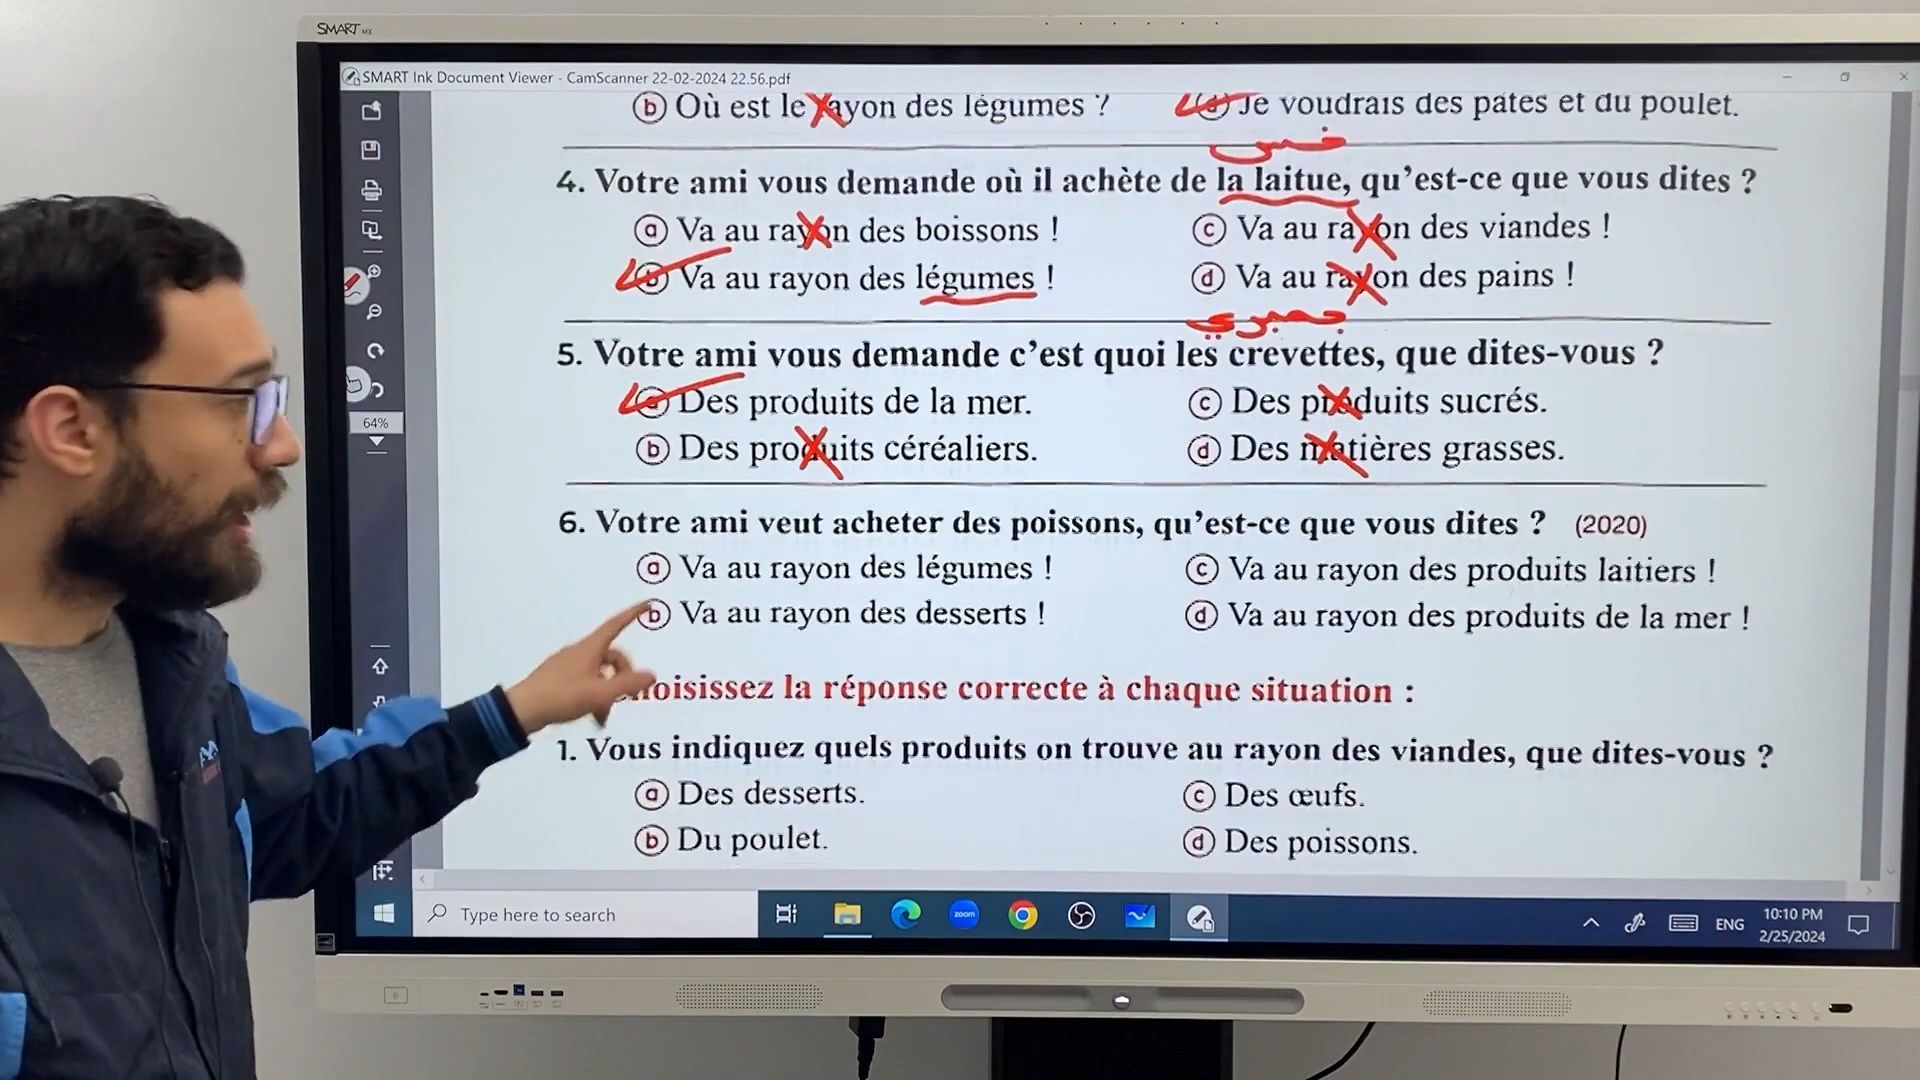 SMART MX
SMART Ink Document Viewer - CamScanner 22-02-2024 22.56.pdf
ⓑ Où est le rayon des légumes ? ⓓ Je voudrais des pâtes et du poulet.
خس
4. Votre ami vous demande où il achète de la laitue, qu'est-ce que vous dites ?
ⓐ Va au rayon des boissons ! ⓒ Va au rayon des viandes !
ⓑ Va au rayon des légumes ! ⓓ Va au rayon des pains !
جمبري
5. Votre ami vous demande c'est quoi les crevettes, que dites-vous ?
ⓐ Des produits de la mer. ⓒ Des produits sucrés.
64%
ⓑ Des produits céréaliers. ⓓ Des matières grasses.
6. Votre ami veut acheter des poissons, qu'est-ce que vous dites ? (2020)
ⓐ Va au rayon des légumes ! ⓒ Va au rayon des produits laitiers !
ⓑ Va au rayon des desserts ! ⓓ Va au rayon des produits de la mer !
hoisissez la réponse correcte à chaque situation :
1. Vous indiquez quels produits on trouve au rayon des viandes, que dites-vous ?
ⓐ Des desserts. ⓒ Des œufs.
ⓑ Du poulet. ⓓ Des poissons.
Type here to search
zoom
ENG
10:10 PM
2/25/2024